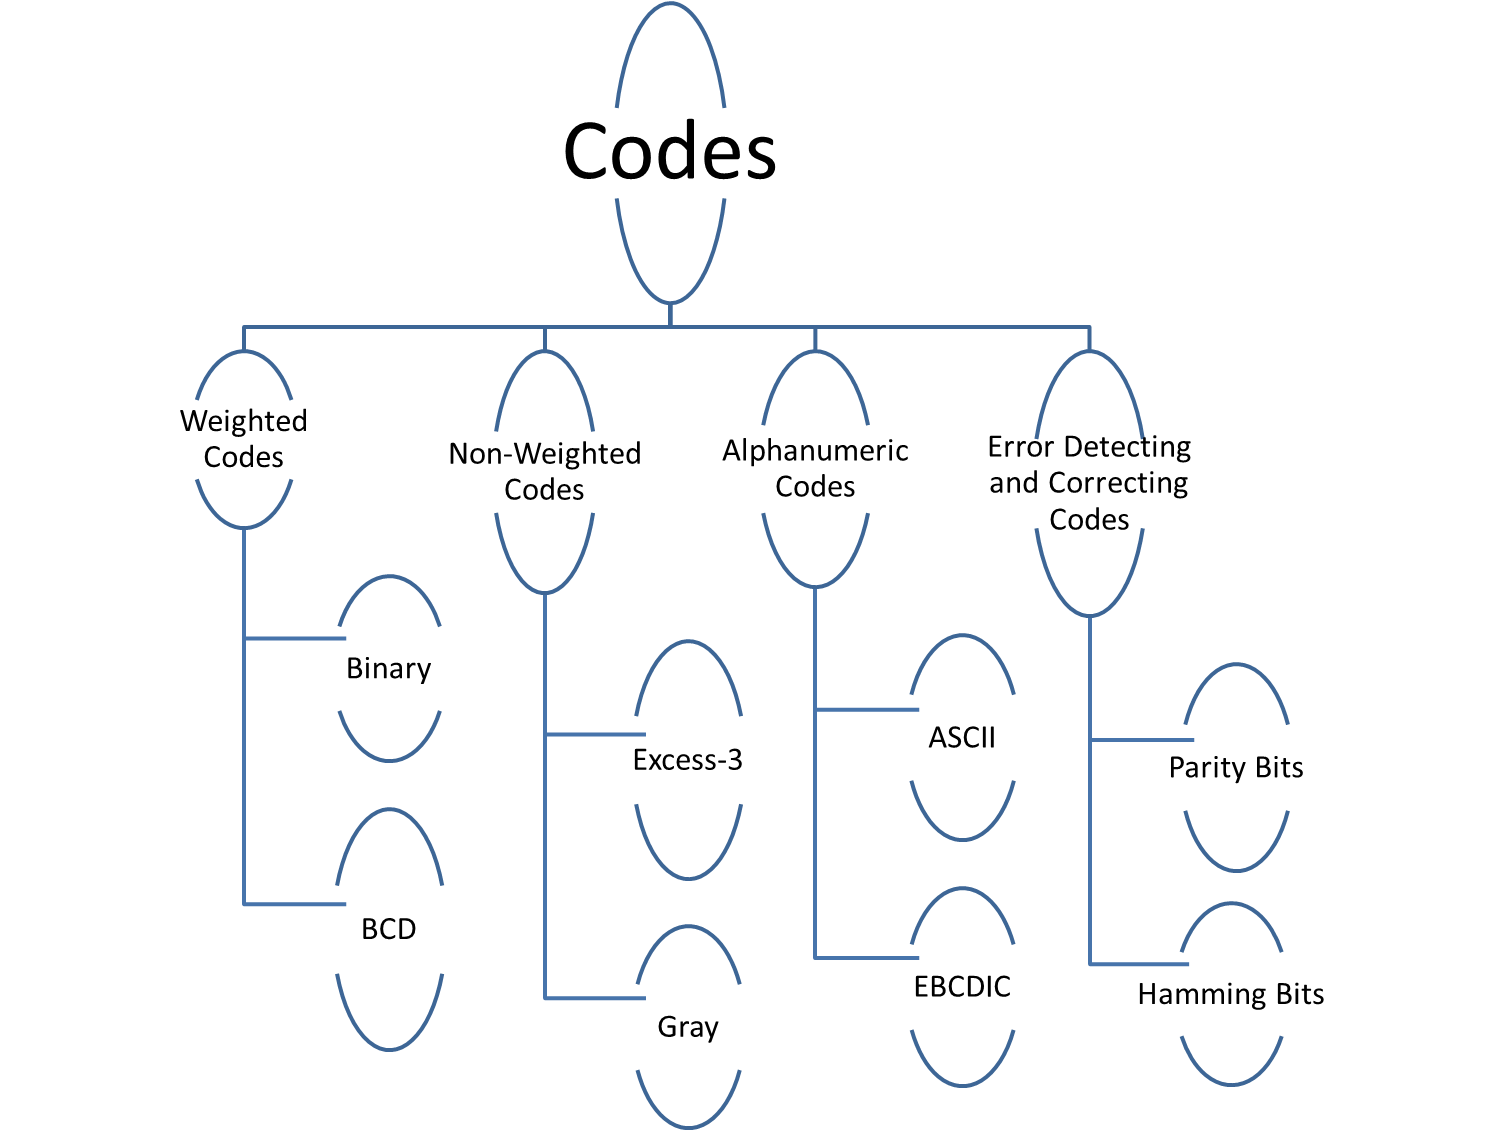 Codes
Weighted
Codes
Non-Weighted
Codes
Alphanumeric
Codes
Error Detecting
and Correcting
Codes
Binary
BCD
Excess-3
Gray
ASCII
EBCDIC
Parity Bits
Hamming Bits